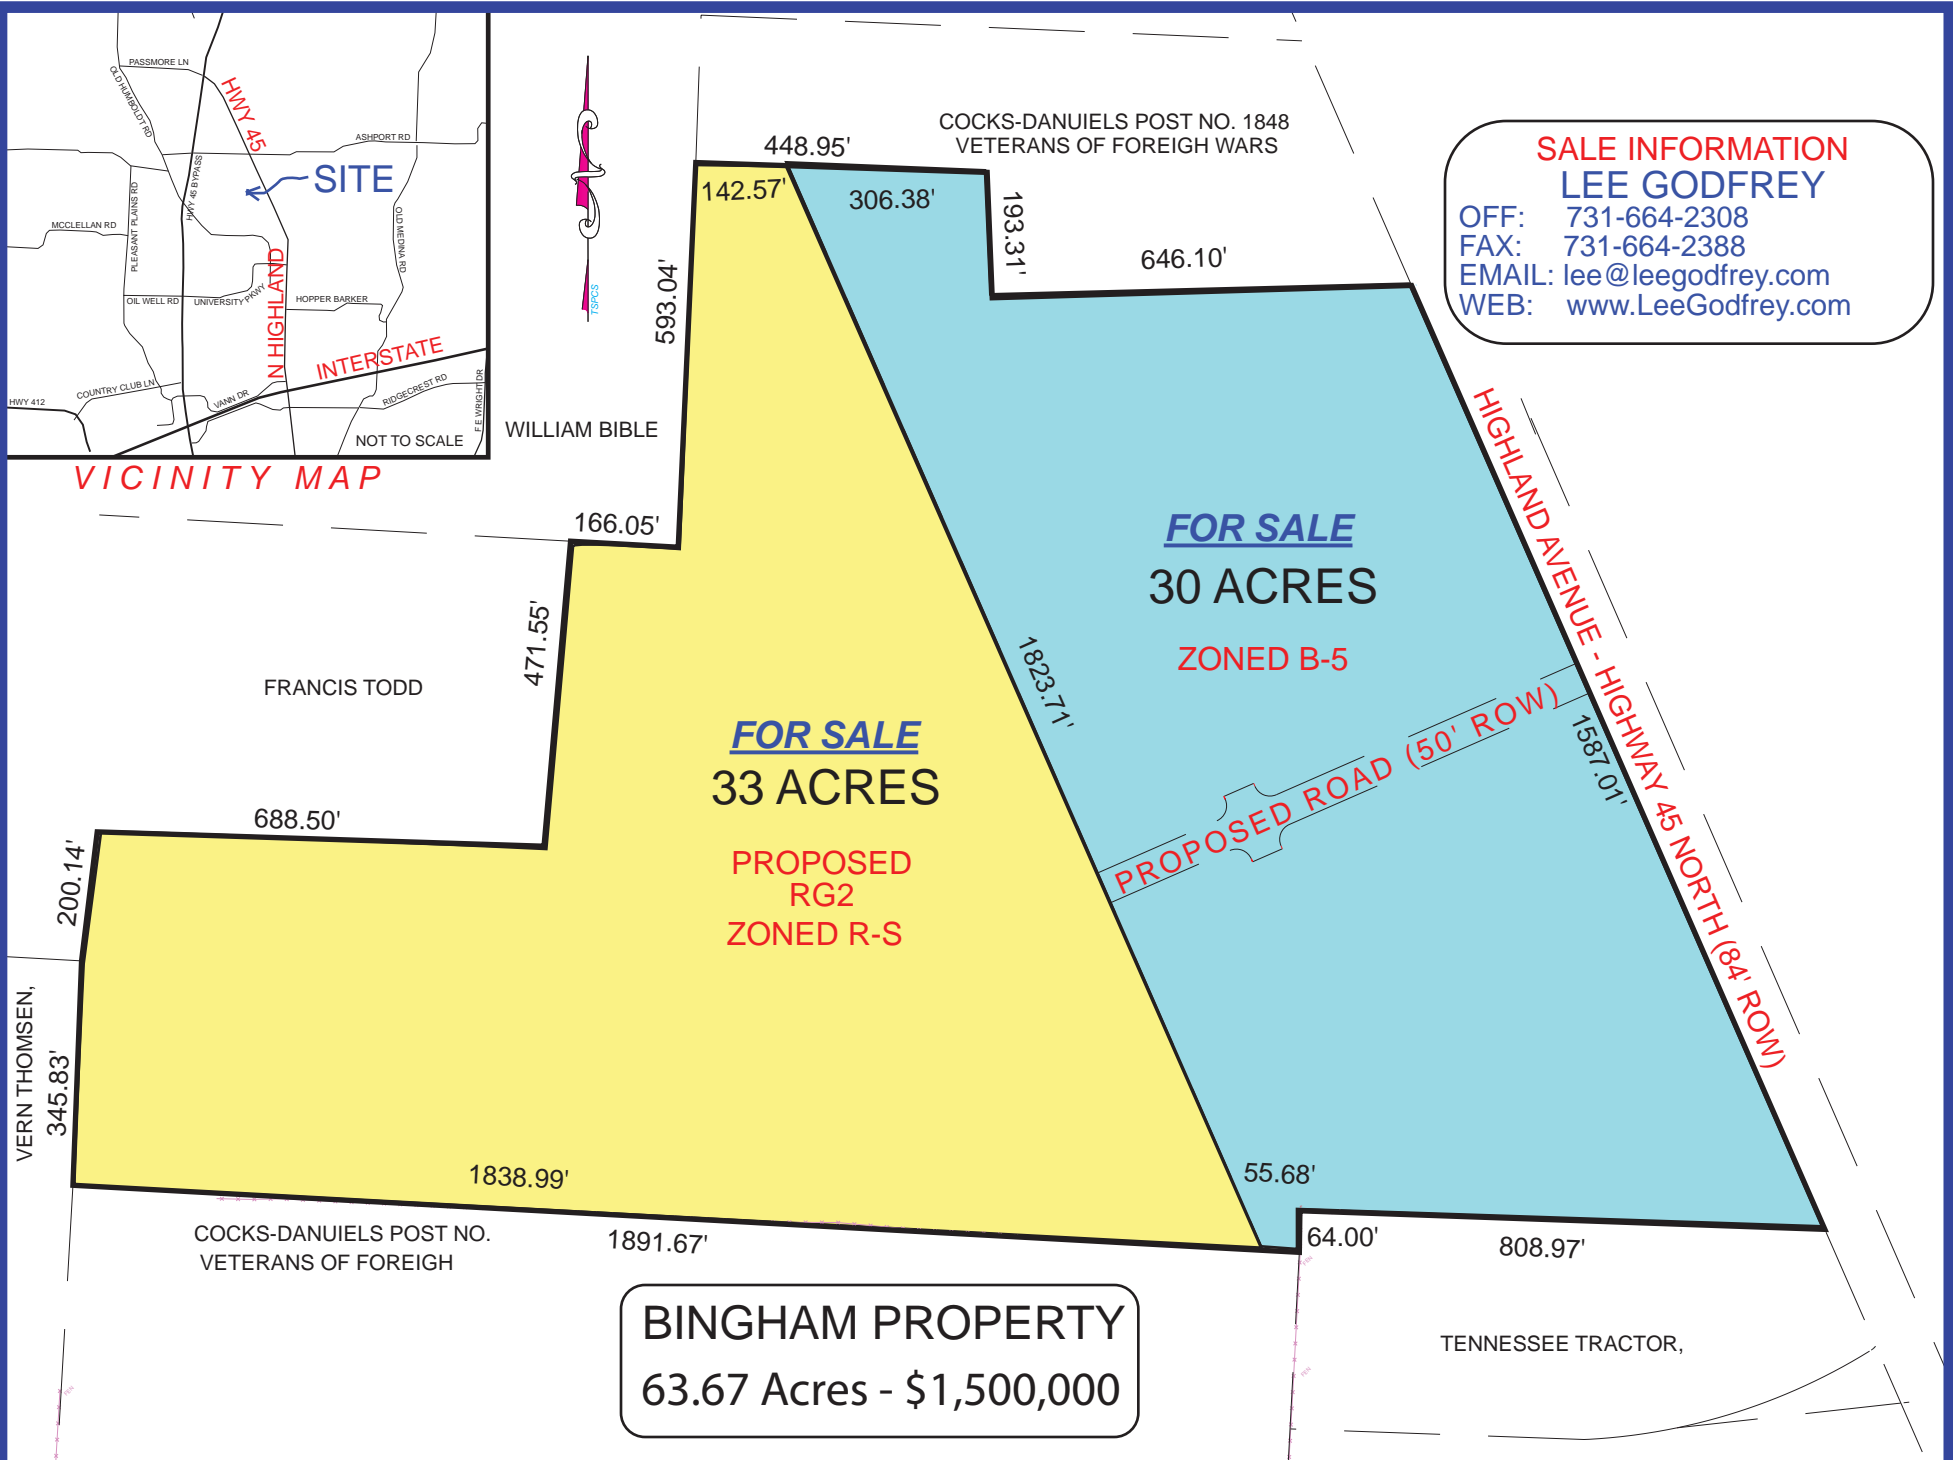 PASSMORE LN
OLD HUMBOLDT RD
HWY 45
ASHPORT RD
HWY 45 BYPASS
SITE
PLEASANT PLAINS RD
MCCLELLAN RD
OLD MEDINA RD
OIL WELL RD
UNIVERSITY PKWY
HOPPER BARKER
N HIGHLAND
INTERSTATE
COUNTRY CLUB LN
VANN DR
RIDGECREST RD
F E WRIGHT DR
HWY 412
NOT TO SCALE
VICINITY MAP
TSPCS
COCKS-DANUIELS POST NO. 1848
VETERANS OF FOREIGH WARS
SALE INFORMATION
LEE GODFREY
OFF: 731-664-2308
FAX: 731-664-2388
EMAIL: lee@leegodfrey.com
WEB: www.LeeGodfrey.com
448.95'
142.57'
306.38'
193.31'
646.10'
593.04'
WILLIAM BIBLE
166.05'
471.55'
FRANCIS TODD
688.50'
200.14'
VERN THOMSEN,
345.83'
FOR SALE
33 ACRES
PROPOSED
RG2
ZONED R-S
1823.71'
FOR SALE
30 ACRES
ZONED B-5
PROPOSED ROAD (50' ROW)
HIGHLAND AVENUE - HIGHWAY 45 NORTH (84' ROW)
1587.01'
1838.99'
55.68'
COCKS-DANUIELS POST NO.
VETERANS OF FOREIGH
1891.67'
64.00'
808.97'
BINGHAM PROPERTY
63.67 Acres - $1,500,000
TENNESSEE TRACTOR,